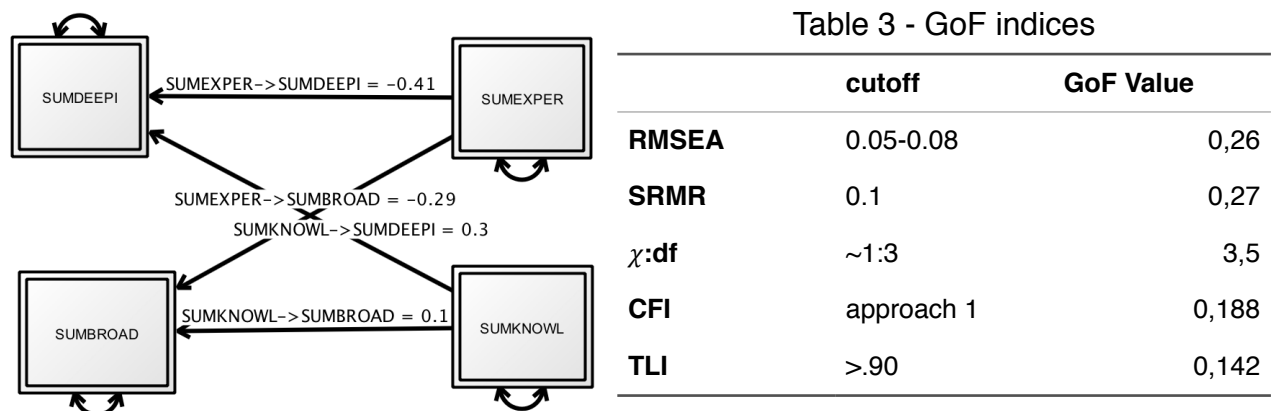 SUMDEEPI
SUMEXPER->SUMDEEPI = -0.41
SUMEXPER
SUMEXPER->SUMBROAD = -0.29
SUMKNOWL->SUMDEEPI = 0.3
SUMBROAD
SUMKNOWL->SUMBROAD = 0.1
SUMKNOWL
Table 3 - GoF indices
cutoff GoF Value
RMSEA 0.05-0.08 0,26
SRMR 0.1 0,27
χ:df ~1:3 3,5
CFI approach 1 0,188
TLI >.90 0,142